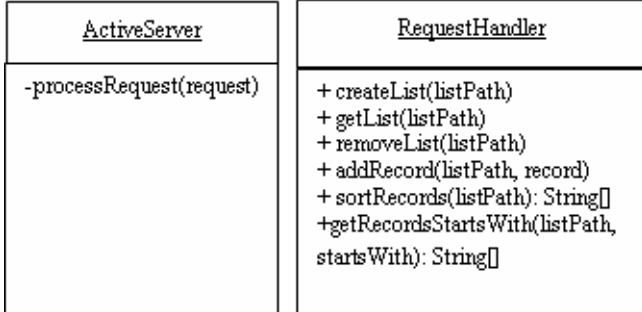 ActiveServer
-processRequest(request)
RequestHandler
+ createList(listPath)
+ getList(listPath)
+ removeList(listPath)
+ addRecord(listPath, record)
+ sortRecords(listPath): String[]
+getRecordsStartsWith(listPath,
startsWith): String[]